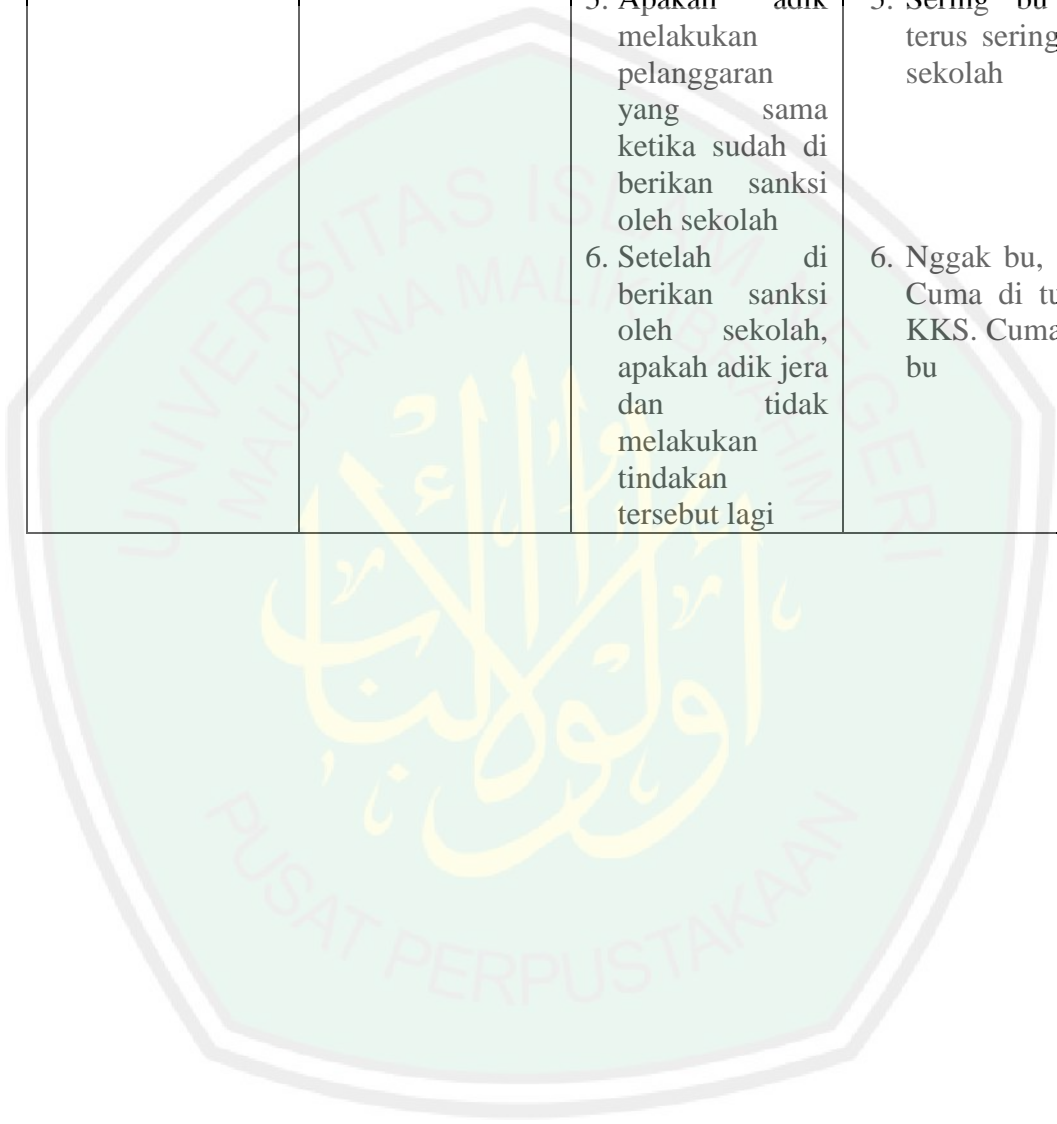 5. Apakah adik
melakukan
pelanggaran
yang sama
ketika sudah di
berikan sanksi
oleh sekolah
6. Setelah di
berikan sanksi
oleh sekolah,
apakah adik jera
dan tidak
melakukan
tindakan
tersebut lagi
5. Sering bu
terus sering
sekolah
6. Nggak bu,
Cuma di
KKS. Cuma
bu
UNIVERSITAS ISLAM NEGERI
MAULANA MALIK IBRAHIM
PUSAT PERPUSTAKAAN